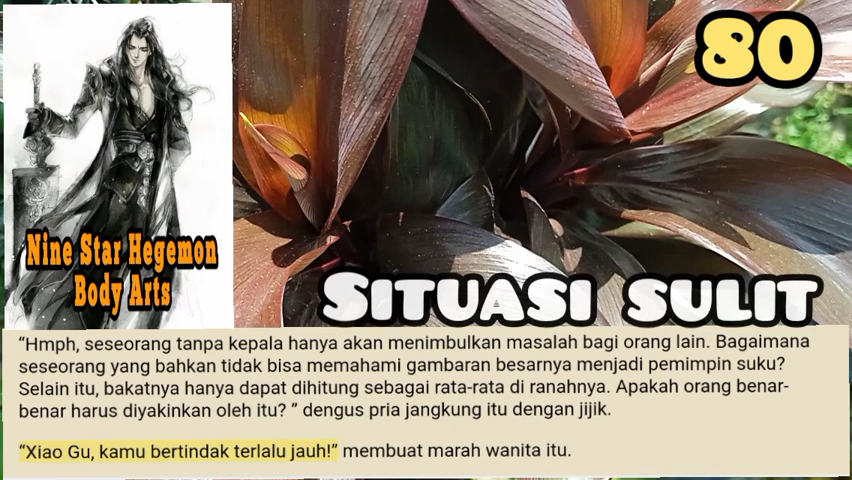 80
Nine Star Hegemon
Body Arts
SITUASI SULIT
“Hmph, seseorang tanpa kepala hanya akan menimbulkan masalah bagi orang lain. Bagaimana
seseorang yang bahkan tidak bisa memahami gambaran besarnya menjadi pemimpin suku?
Selain itu, bakatnya hanya dapat dihitung sebagai rata-rata di ranahnya. Apakah orang benar-
benar harus diyakinkan oleh itu? ” dengus pria jangkung itu dengan jijik.
“Xiao Gu, kamu bertindak terlalu jauh!” membuat marah wanita itu.